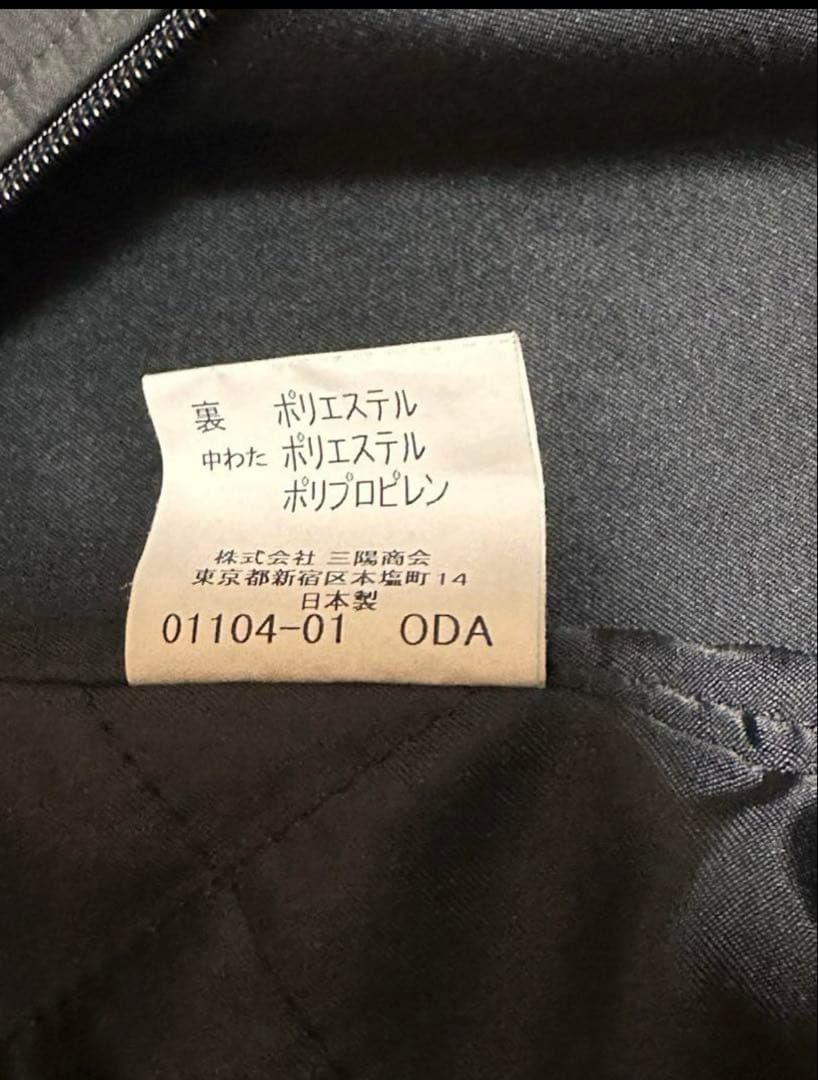 裏 ポリエステル
中わた ポリエステル
ポリプロピレン
株式会社 三陽商会
東京都新宿区本塩町14
日本製
01104-01 ODA